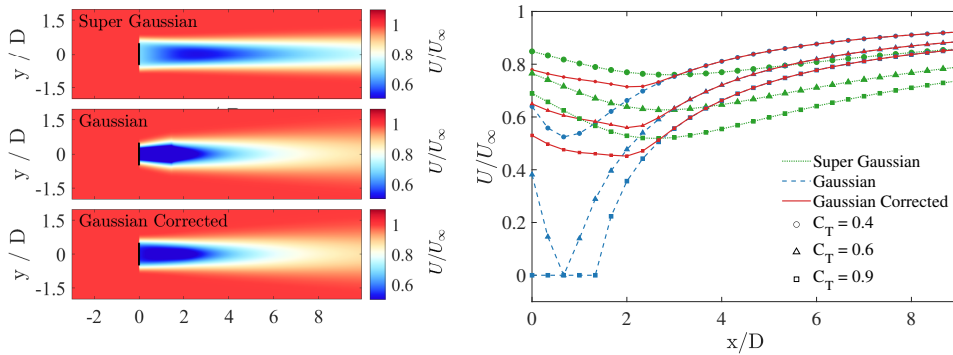 1.5
0
-1.5
y / D
Super Gaussian
1
0.8
0.6
U/U∞
1.5
0
-1.5
y / D
Gaussian
1
0.8
0.6
U/U∞
1.5
0
-1.5
y / D
Gaussian Corrected
1
0.8
0.6
U/U∞
-2 0 2 4 6 8
1
0.8
0.6
0.4
0.2
0
U/U∞
0 2 4 6 8
x/D
Super Gaussian
Gaussian
Gaussian Corrected
C_T = 0.4
C_T = 0.6
C_T = 0.9